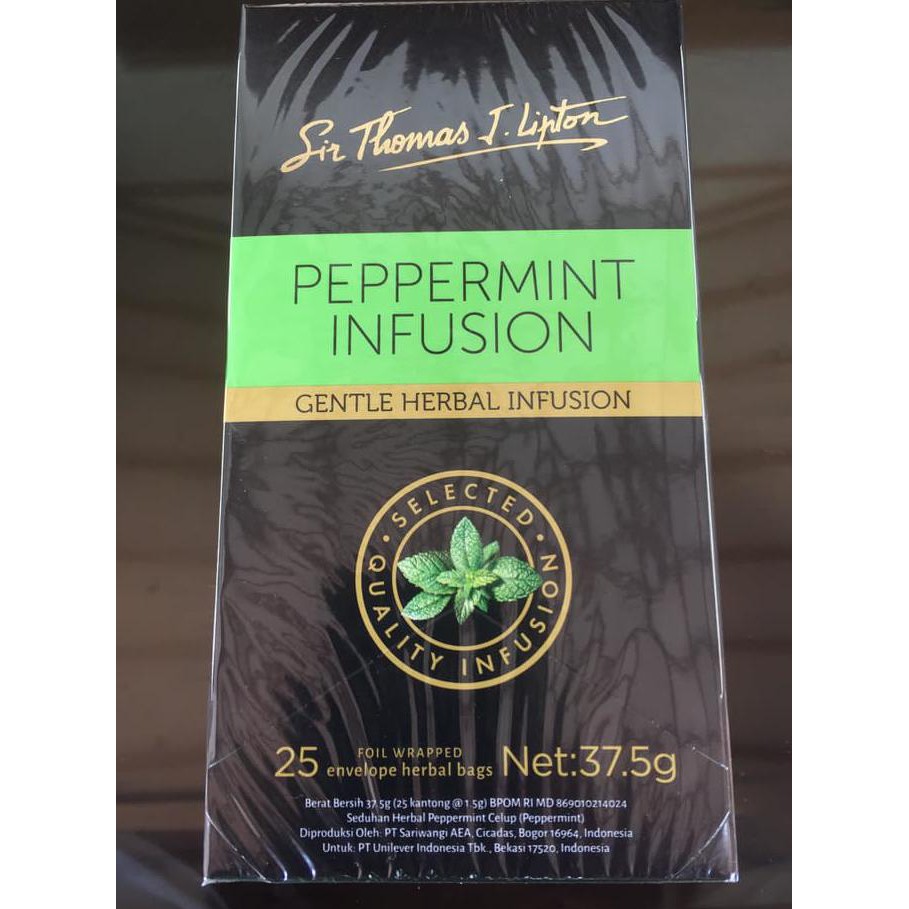 Sir Thomas J. Lipton
PEPPERMINT
INFUSION
GENTLE HERBAL INFUSION
SELECTED
QUALITY INFUSION
25 FOIL WRAPPED envelope herbal bags Net:37.5g
Berat Bersih 37.5g (25 kantong @ 1.5g) BPOM RI MD 869010214024
Seduhan Herbal Peppermint Celup (Peppermint)
Diproduksi Oleh: PT Sariwangi AEA, Cicadas, Bogor 16964, Indonesia
Untuk: PT Unilever Indonesia Tbk., Bekasi 17520, Indonesia